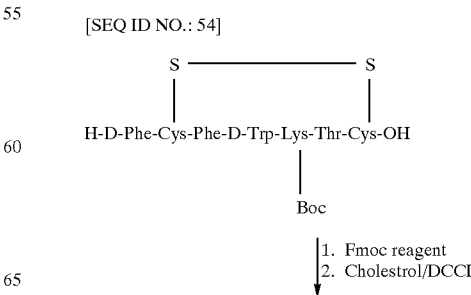 55
[SEQ ID NO.: 54]
S S
60
H-D-Phe-Cys-Phe-D-Trp-Lys-Thr-Cys-OH
Boc
1. Fmoc reagent
2. Cholestrol/DCCI
65